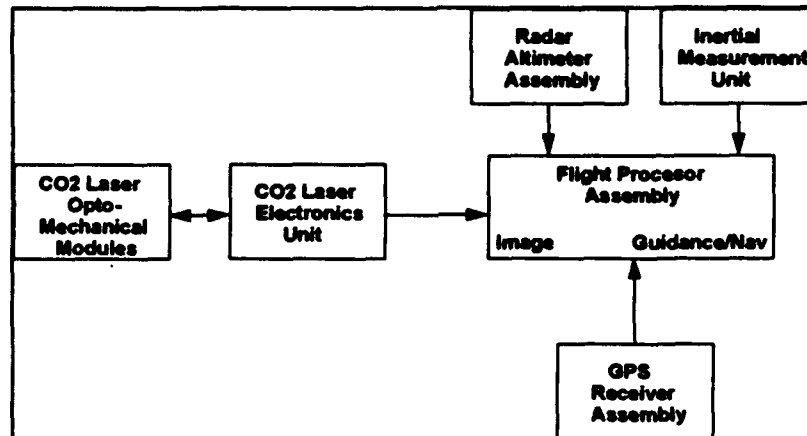 Radar
Altimeter
Assembly
Inertial
Measurement
Unit
CO2 Laser
Opto-
Mechanical
Modules
CO2 Laser
Electronics
Unit
Flight Procesor
Assembly
Image
Guidance/Nav
GPS
Receiver
Assembly